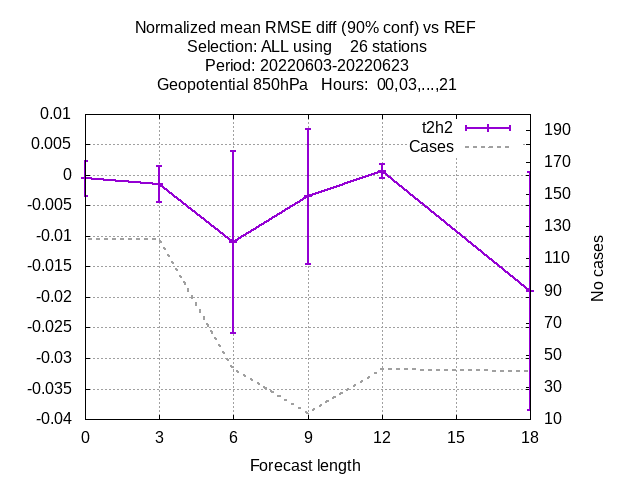 Normalized mean RMSE diff (90% conf) vs REF
Selection: ALL using    26 stations
Period: 20220603-20220623
Geopotential 850hPa   Hours:  00,03,...,21
t2h2
Cases
0.01
0.005
0
-0.005
-0.01
-0.015
-0.02
-0.025
-0.03
-0.035
-0.04
190
170
150
130
110
90
70
50
30
10
No cases
0 3 6 9 12 15 18
Forecast length